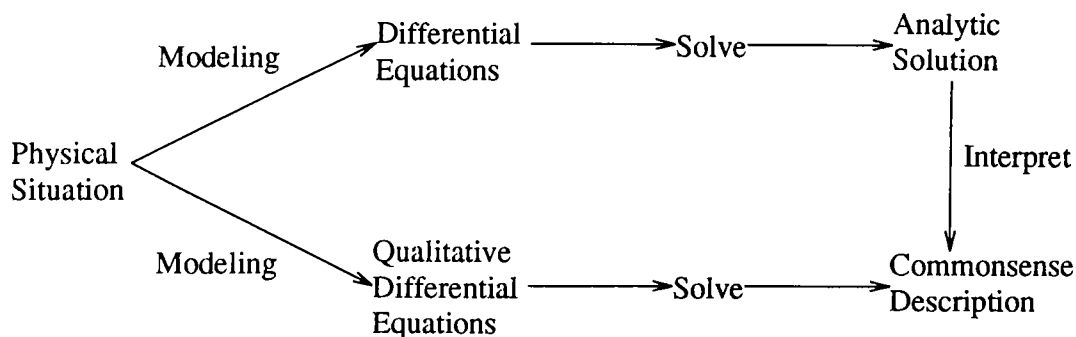 Modeling
Differential
Equations
Solve
Analytic
Solution
Physical
Situation
Interpret
Modeling
Qualitative
Differential
Equations
Solve
Commonsense
Description